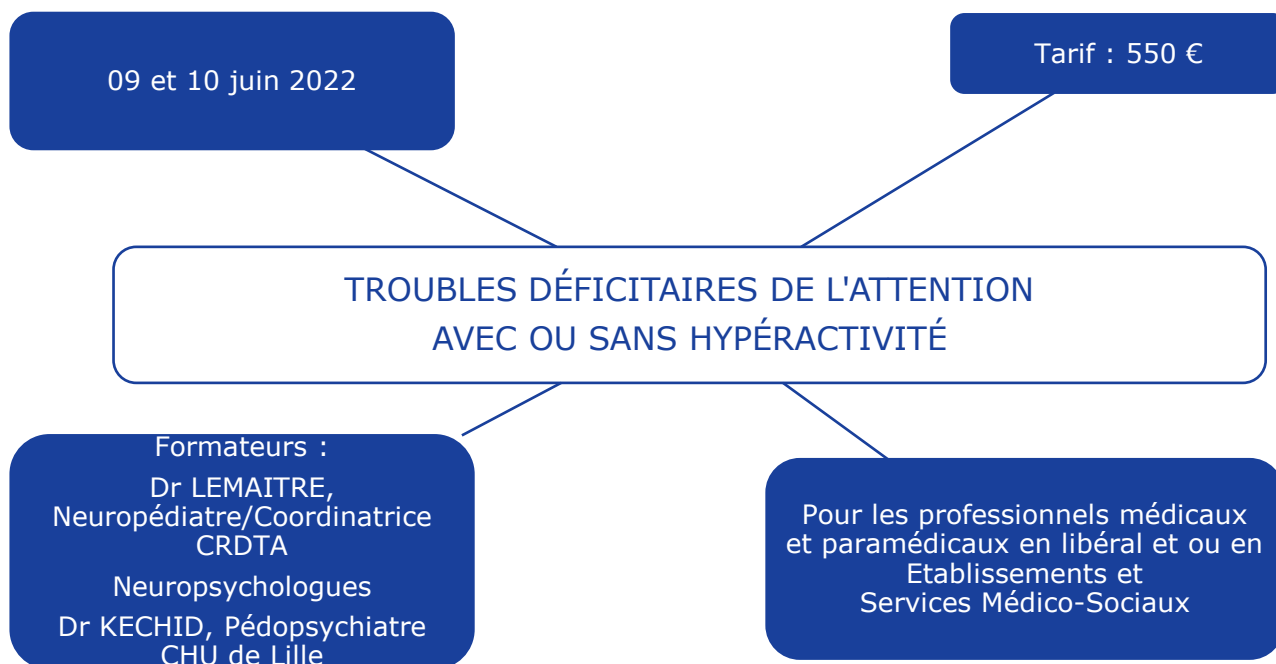 09 et 10 juin 2022
Tarif : 550 €
TROUBLES DÉFICITAIRES DE L'ATTENTION
AVEC OU SANS HYPÉRACTIVITÉ
Formateurs :
Dr LEMAITRE,
Neuropédiatre/Coordinatrice
CRDTA
Neuropsychologues
Dr KECHID, Pédopsychiatre
CHU de Lille
Pour les professionnels médicaux
et paramédicaux en libéral et ou en
Etablissements et
Services Médico-Sociaux